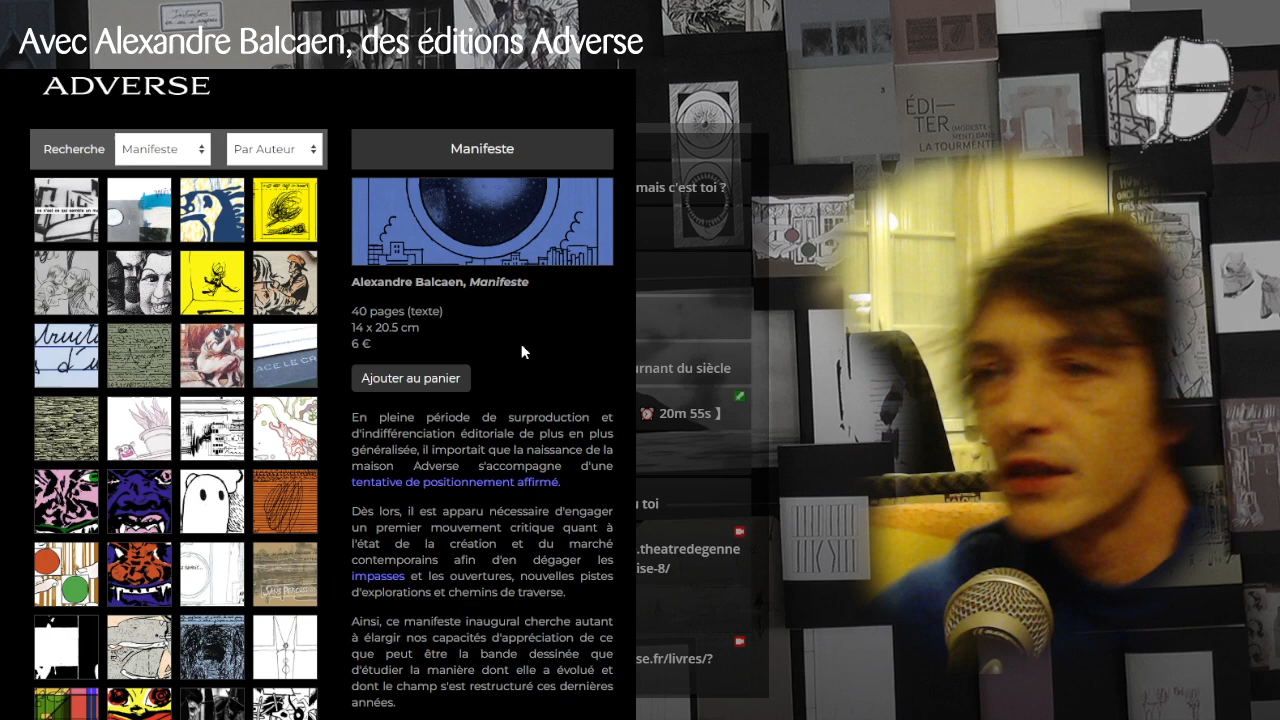 Avec Alexandre Balcaen, des éditions Adverse
ADVERSE
Recherche
Manifeste
Par Auteur
Manifeste
Alexandre Balcaen, Manifeste
40 pages (texte)
14 x 20.5 cm
6 €
Ajouter au panier
En pleine période de surproduction et
d'indifférenciation éditoriale de plus en plus
généralisée, il importait que la naissance de la
maison Adverse s'accompagne d'une
tentative de positionnement affirmé.
Dès lors, il est apparu nécessaire d'engager
un premier mouvement critique quant à
l'état de la création et du marché
contemporains afin d'en dégager les
impasses et les ouvertures, nouvelles pistes
d'explorations et chemins de traverse.
Ainsi, ce manifeste inaugural cherche autant
à élargir nos capacités d'appréciation de ce
que peut être la bande dessinée que
d'étudier la manière dont elle a évolué et
dont le champ s'est restructuré ces dernières
années.
mais c'est toi ?
rnant du siècle
20m 55s 】
toi
.theatredegenne
ise-8/
se.fr/livres/?
ÉDI—
TER (MODESTE-
MENT) DANS
LA TOURMENTE